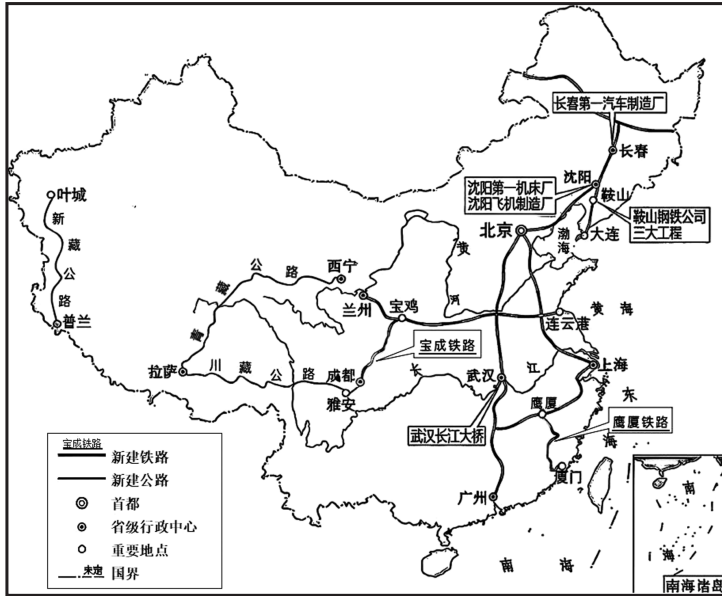 长春第一汽车制造厂
长春
沈阳
沈阳第一机床厂
沈阳飞机制造厂
鞍山
鞍山钢铁公司
三大工程
叶城
新
藏
公
路
普兰
北京
渤
海
大连
黄
河
西宁
青
藏
公
路
兰州
宝鸡
连云港
黄
海
宝成铁路
拉萨
川
藏
公
路
成都
雅安
长
江
武汉
上海
东
海
鹰厦
鹰厦铁路
武汉长江大桥
厦门
广州
南
海
南
海
南海诸岛
宝成铁路
新建铁路
新建公路
首都
省级行政中心
重要地点
未定
国界